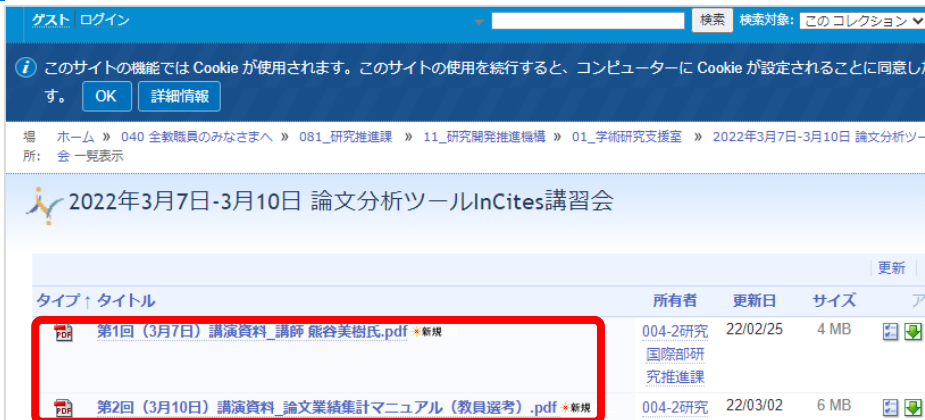 ゲスト ログイン 検索 検索対象: このコレクション
このサイトの機能では Cookie が使用されます。このサイトの使用を続行すると、コンピューターに Cookie が設定されることに同意し
す。 OK 詳細情報
場 ホーム » 040 全教職員のみなさまへ » 081_研究推進課 » 11_研究開発推進機構 » 01_学術研究支援室 » 2022年3月7日-3月10日 論文分析ツー
所: 会 一覧表示
2022年3月7日-3月10日 論文分析ツールInCites講習会
更新
タイプ↑ タイトル 所有者 更新日 サイズ ア
PDF 第1回（3月7日）講演資料_講師 熊谷美樹氏.pdf ✶新規 004-2研究 22/02/25 4 MB
国際部研
究推進課
PDF 第2回（3月10日）講演資料_論文業績集計マニュアル（教員選考）.pdf ✶新規 004-2研究 22/03/02 6 MB